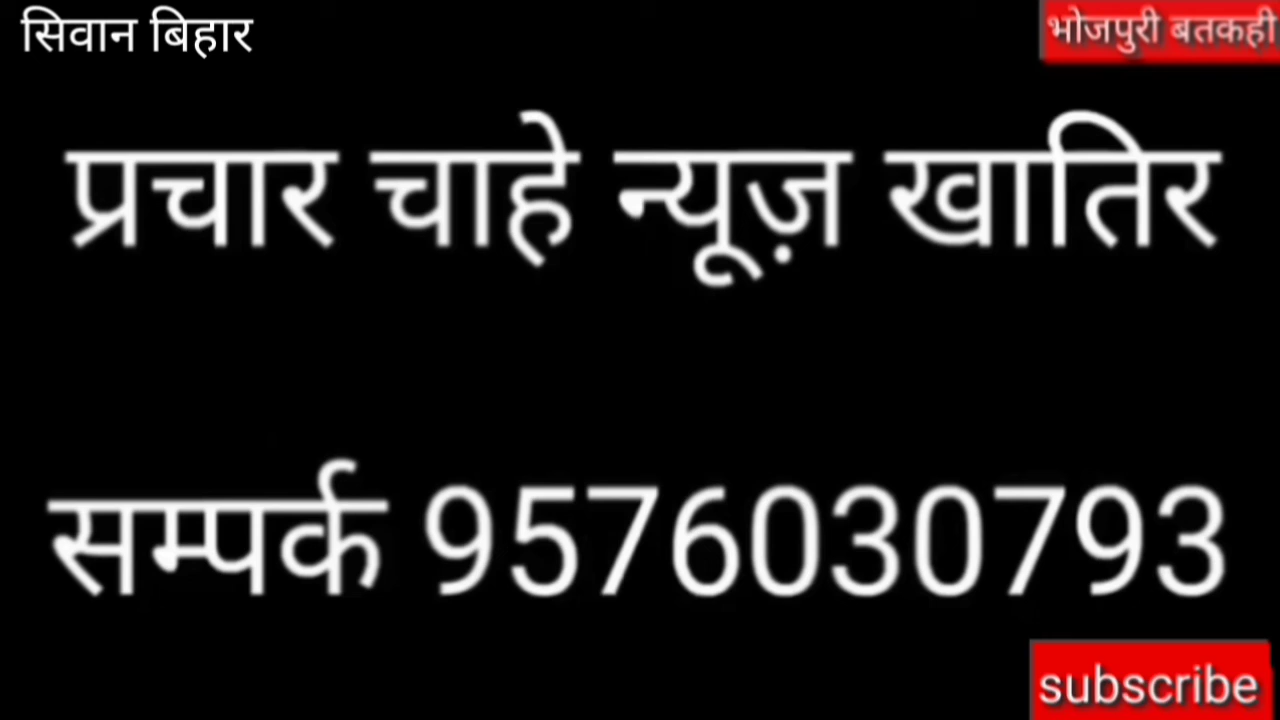 सिवान बिहार
भोजपुरी बतकही
प्रचार चाहे न्यूज़ खातिर
सम्पर्क 9576030793
subscribe